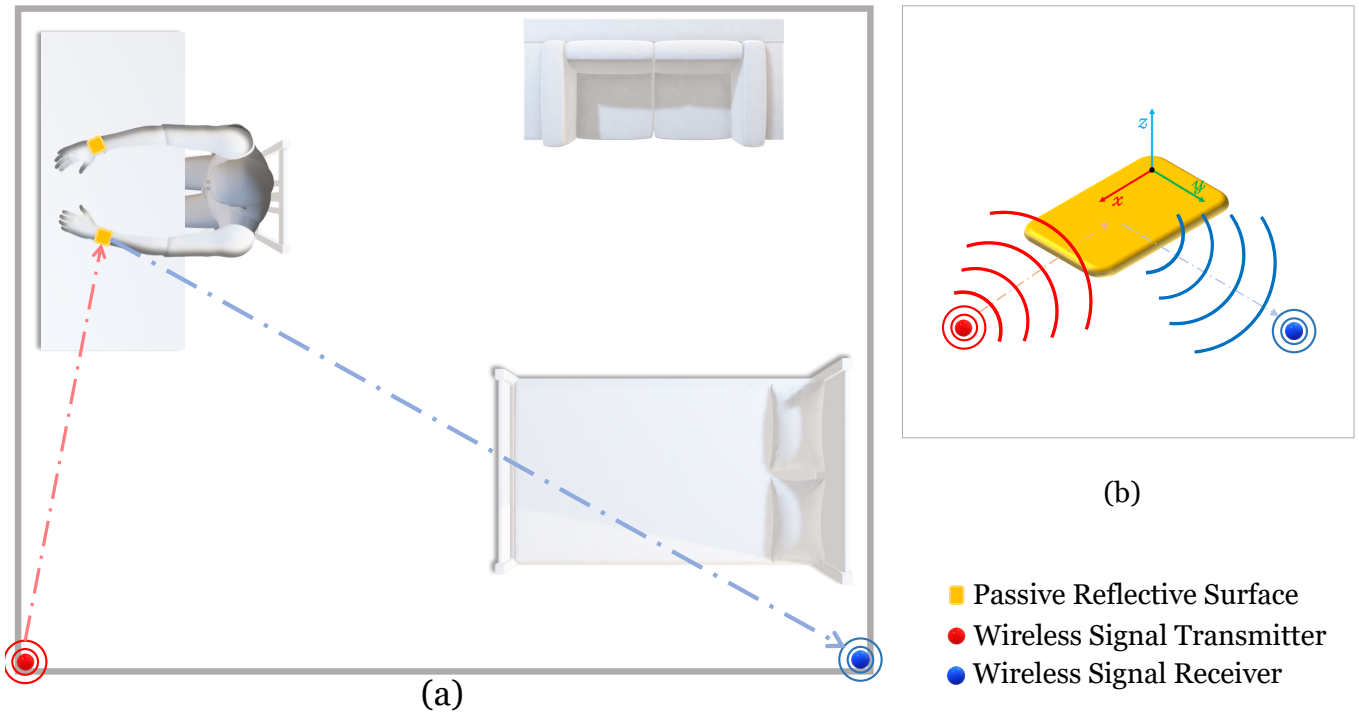 z
y
x
(b)
Passive Reflective Surface
Wireless Signal Transmitter
Wireless Signal Receiver
(a)